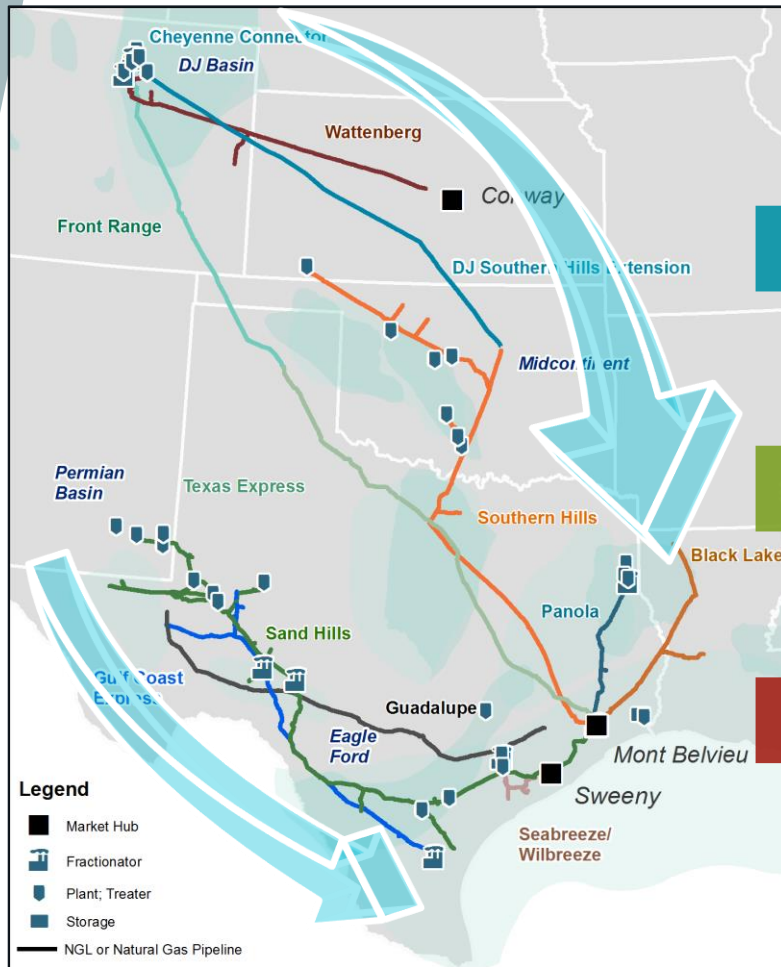 Cheyenne Connector
DJ Basin
Wattenberg
Conway
Front Range
DJ Southern Hills Extension
Midcontinent
Permian
Basin
Texas Express
Southern Hills
Black Lake
Panola
Sand Hills
Gulf Coast
Express
Guadalupe
Eagle
Ford
Mont Belvieu
Sweeny
Seabreeze/
Wilbreeze
Legend
Market Hub
Fractionator
Plant; Treater
Storage
NGL or Natural Gas Pipeline